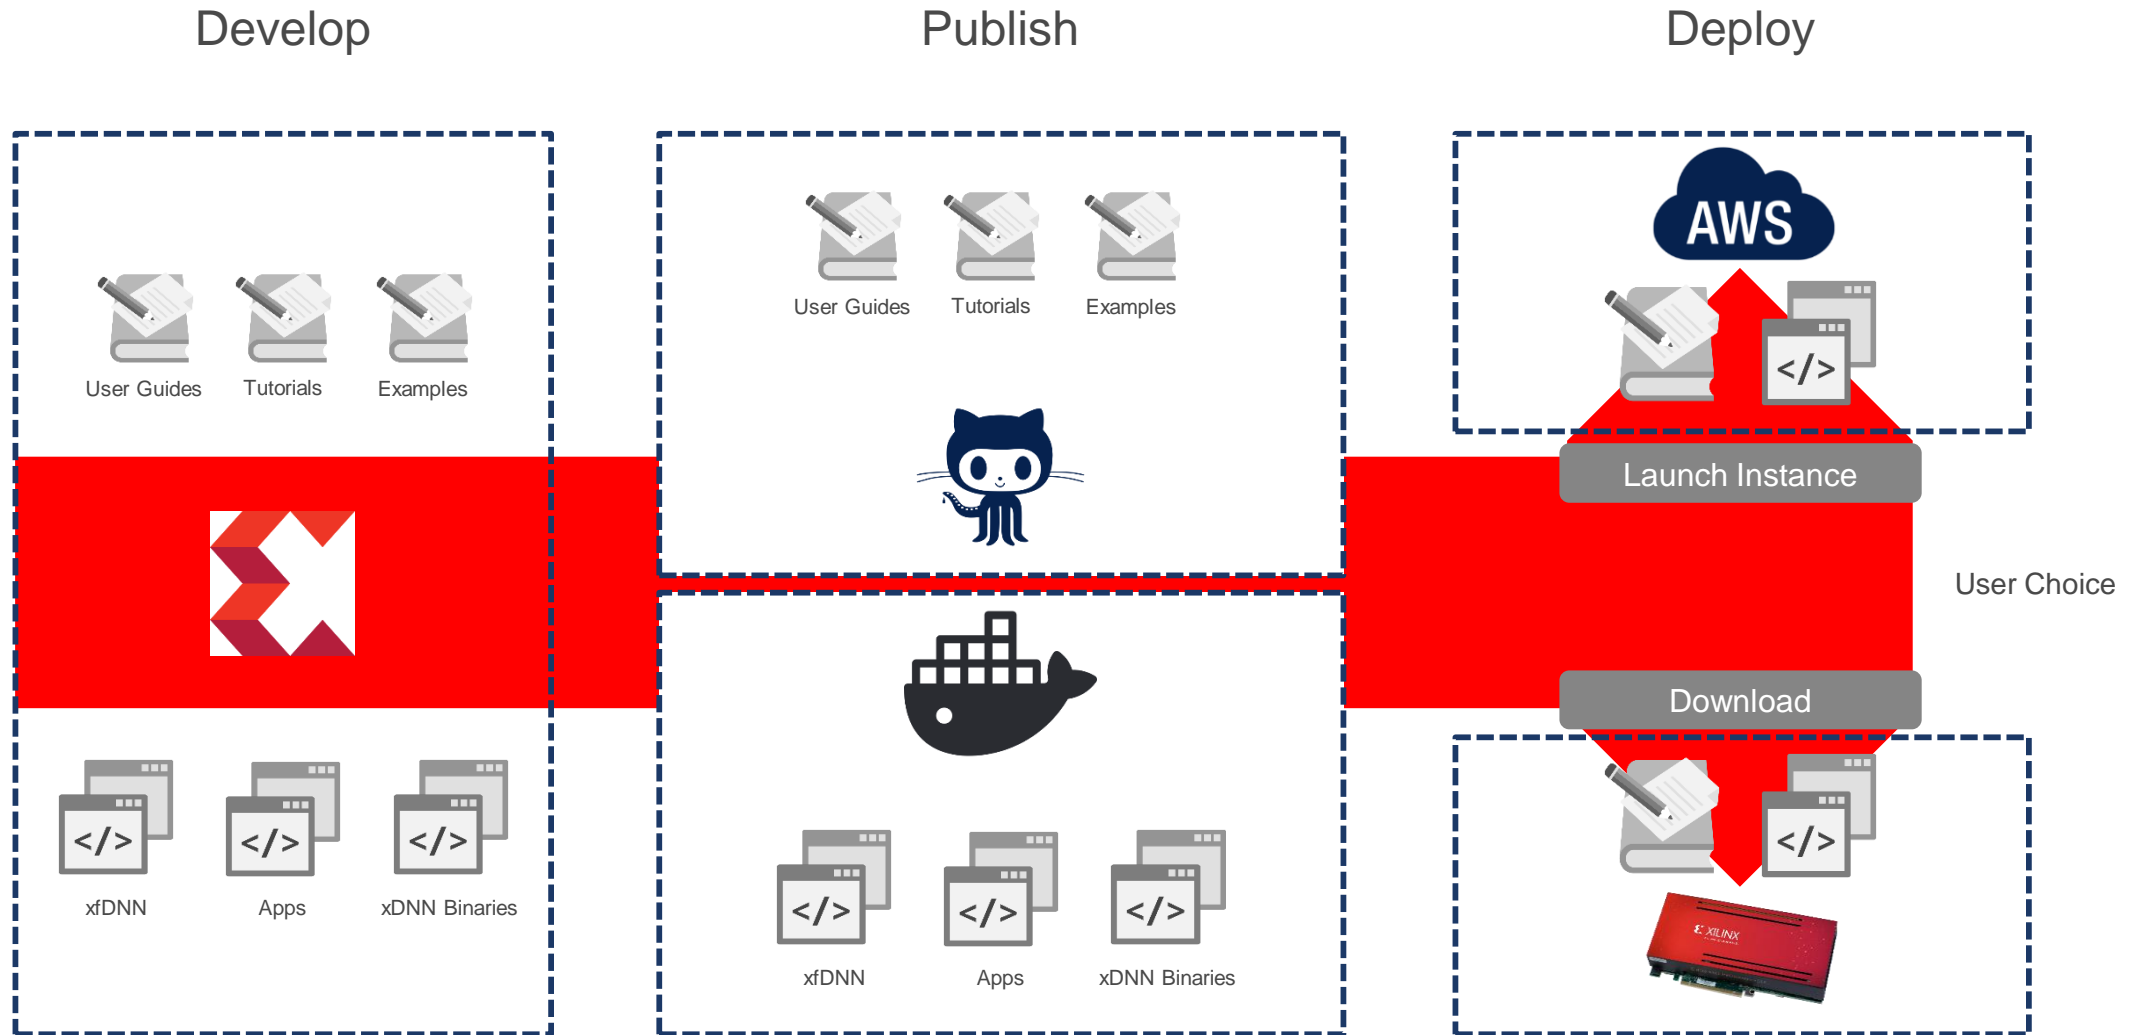 Develop
Publish
Deploy
User Guides
Tutorials
Examples
</>
xfDNN
</>
Apps
</>
xDNN Binaries
User Guides
Tutorials
Examples
</>
xfDNN
</>
Apps
</>
xDNN Binaries
AWS
</>
Launch Instance
User Choice
Download
</>
XILINX